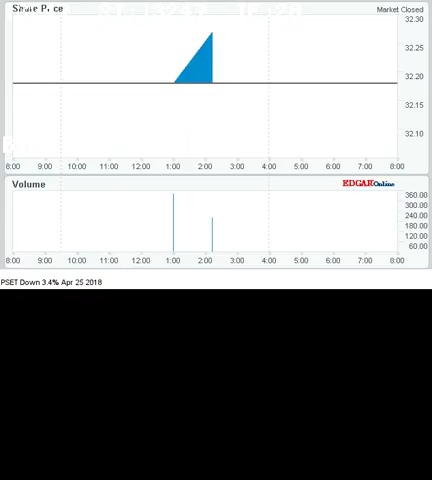 Share Price
Market Closed
32.30
32.25
32.20
32.15
32.10
8:00 9:00 10:00 11:00 12:00 1:00 2:00 3:00 4:00 5:00 6:00 7:00 8:00
Volume
EDGAROnline
360.00
300.00
240.00
180.00
120.00
60.00
8:00 9:00 10:00 11:00 12:00 1:00 2:00 3:00 4:00 5:00 6:00 7:00 8:00
PSET Down 3.4% Apr 25 2018